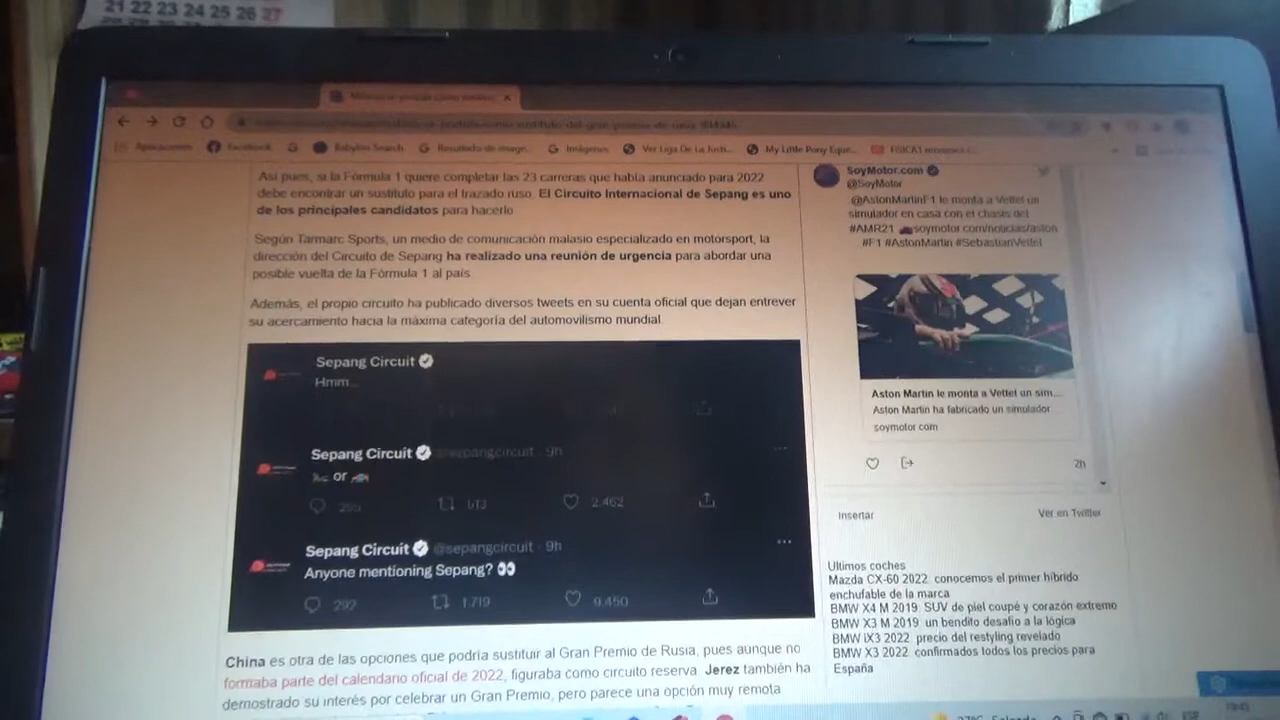 21 22 23 24 25 26 27
Facebook
Babylon Search
Imágenes
Ver Liga De La Justi...
My Little Pony Eque...
Así pues, si la Fórmula 1 quiere completar las 23 carreras que había anunciado para 2022
debe encontrar un sustituto para el trazado ruso. El Circuito Internacional de Sepang es uno
de los principales candidatos para hacerlo
Según Tarmarc Sports, un medio de comunicación malasio especializado en motorsport, la
dirección del Circuito de Sepang ha realizado una reunión de urgencia para abordar una
posible vuelta de la Fórmula 1 al país
Además, el propio circuito ha publicado diversos tweets en su cuenta oficial que dejan entrever
su acercamiento hacia la máxima categoría del automovilismo mundial
Sepang Circuit
Hmm...
Sepang Circuit @sepangcircuit · 9h
or
613 2.462
Sepang Circuit @sepangcircuit · 9h
Anyone mentioning Sepang? 👀
292 1.719 9.450
China es otra de las opciones que podría sustituir al Gran Premio de Rusia, pues aunque no
formaba parte del calendario oficial de 2022, figuraba como circuito reserva. Jerez también ha
demostrado su interés por celebrar un Gran Premio, pero parece una opción muy remota
SoyMotor.com
@SoyMotor
@AstonMartinF1 le monta a Vettel un
simulador en casa con el chasis del
#AMR21 soymotor.com/noticias/aston
#F1 #AstonMartin #SebastianVettel
Aston Martin le monta a Vettel un sim...
Aston Martin ha fabricado un simulador
soymotor.com
2h
Insertar
Ver en Twitter
Ultimos coches
Mazda CX-60 2022: conocemos el primer híbrido
enchufable de la marca
BMW X4 M 2019: SUV de piel coupé y corazón extremo
BMW X3 M 2019: un bendito desafío a la lógica
BMW iX3 2022: precio del restyling revelado
BMW X3 2022: confirmados todos los precios para
España